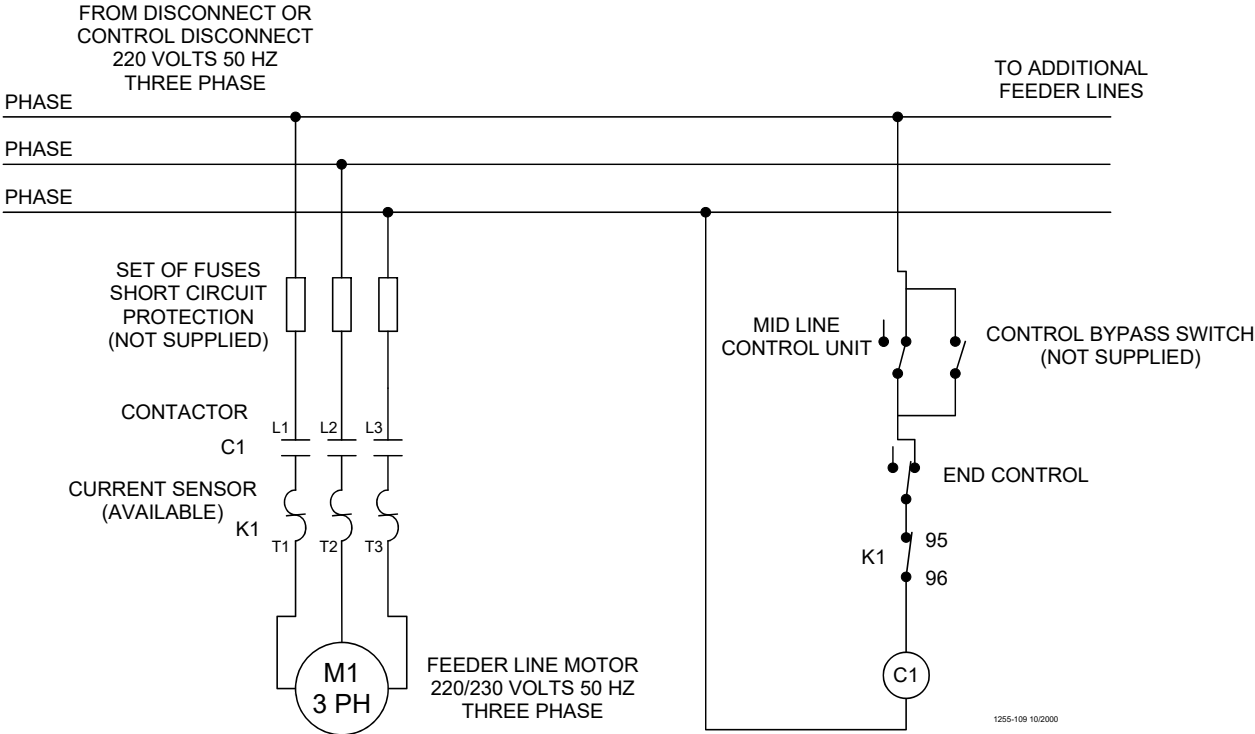 FROM DISCONNECT OR
CONTROL DISCONNECT
220 VOLTS 50 HZ
THREE PHASE
TO ADDITIONAL
FEEDER LINES
PHASE
PHASE
PHASE
SET OF FUSES
SHORT CIRCUIT
PROTECTION
(NOT SUPPLIED)
MID LINE
CONTROL UNIT
CONTROL BYPASS SWITCH
(NOT SUPPLIED)
CONTACTOR
C1
L1
L2
L3
END CONTROL
CURRENT SENSOR
(AVAILABLE)
K1
T1
T2
T3
K1
95
96
M1
3 PH
FEEDER LINE MOTOR
220/230 VOLTS 50 HZ
THREE PHASE
C1
1255-109 10/2000